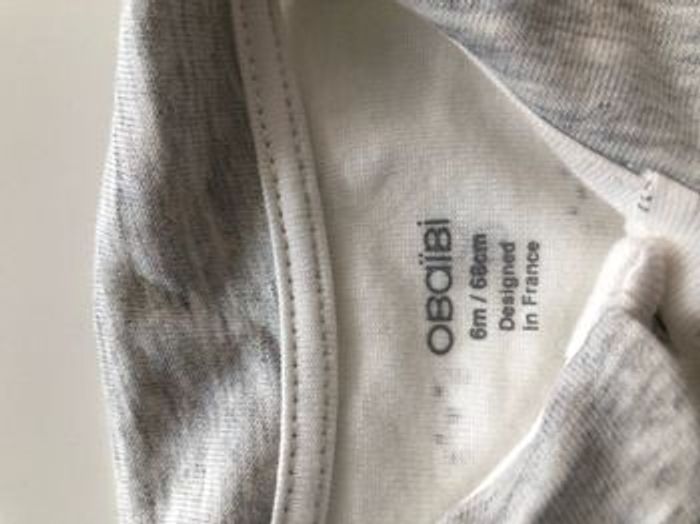 OBAÏBi
6m / 68cm
Designed
in France